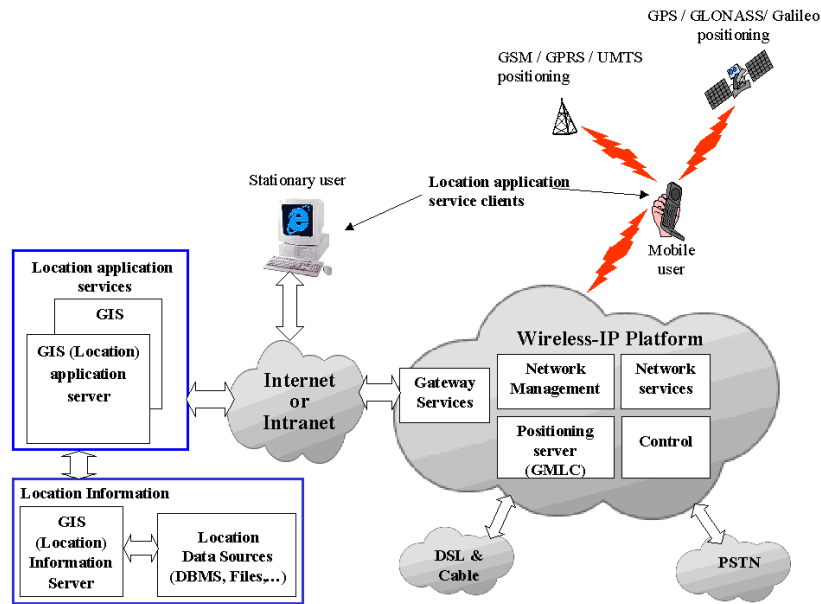 GPS / GLONASS/ Galileo
positioning
GSM / GPRS / UMTS
positioning
Stationary user
Location application
service clients
Mobile
user
Location application
services
GIS
GIS (Location)
application
server
Internet
or
Intranet
Wireless-IP Platform
Gateway
Services
Network
Management
Network
services
Positioning
server
(GMLC)
Control
Location Information
GIS
(Location)
Information
Server
Location
Data Sources
(DBMS, Files,…)
DSL &
Cable
PSTN